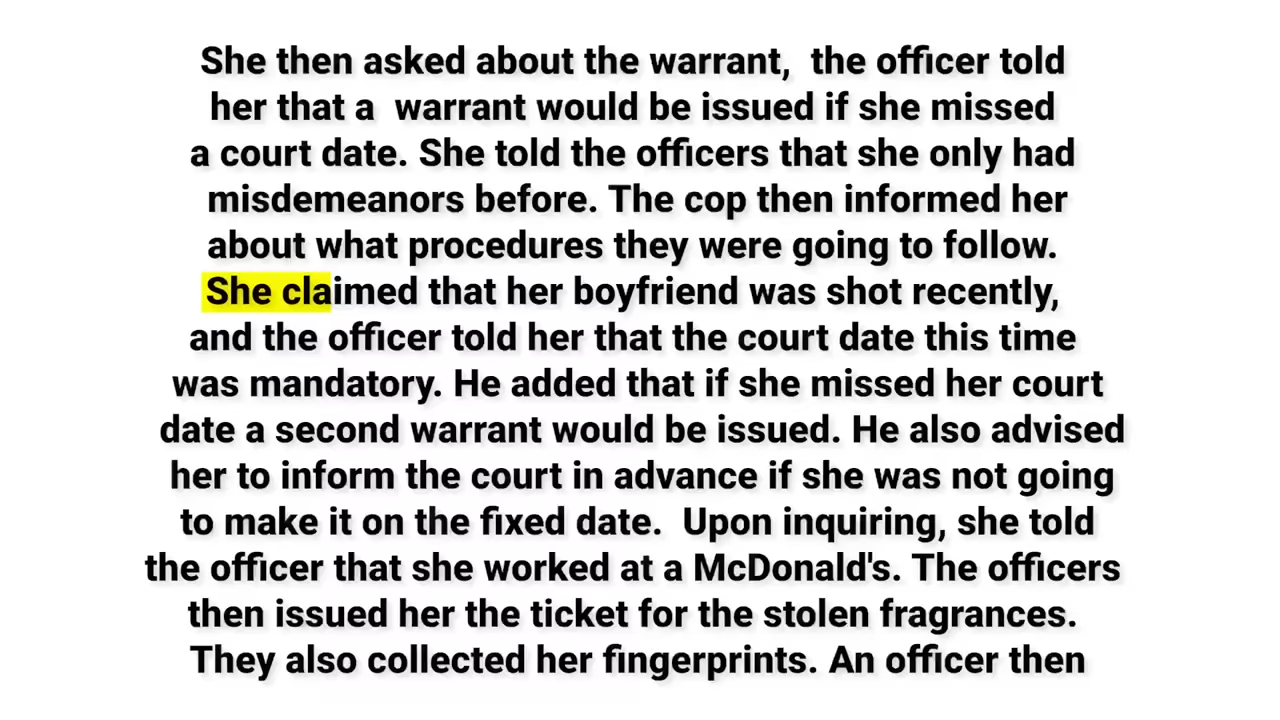 She then asked about the warrant,  the officer told
her that a  warrant would be issued if she missed
a court date. She told the officers that she only had
misdemeanors before. The cop then informed her
about what procedures they were going to follow.
She claimed that her boyfriend was shot recently,
and the officer told her that the court date this time
was mandatory. He added that if she missed her court
date a second warrant would be issued. He also advised
her to inform the court in advance if she was not going
to make it on the fixed date.  Upon inquiring, she told
the officer that she worked at a McDonald's. The officers
then issued her the ticket for the stolen fragrances.
They also collected her fingerprints. An officer then